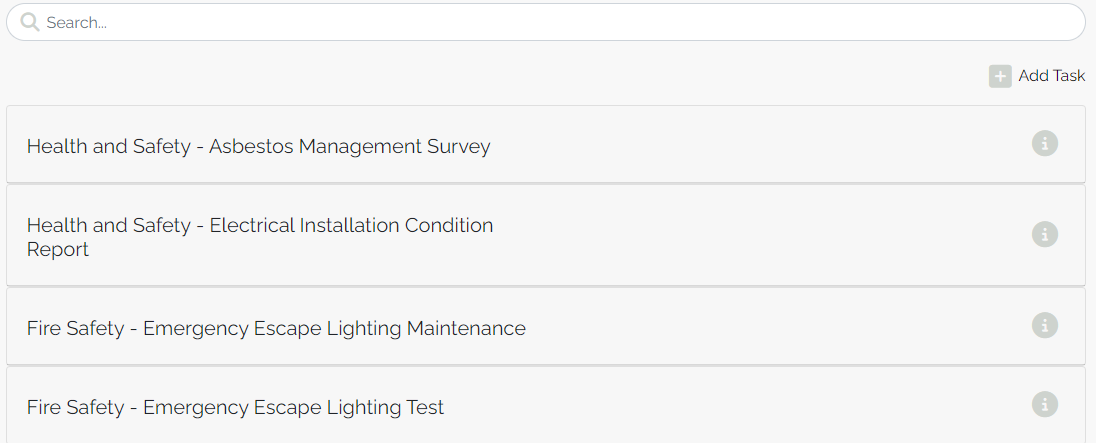 Search...
Add Task
Health and Safety - Asbestos Management Survey
Health and Safety - Electrical Installation Condition
Report
Fire Safety - Emergency Escape Lighting Maintenance
Fire Safety - Emergency Escape Lighting Test